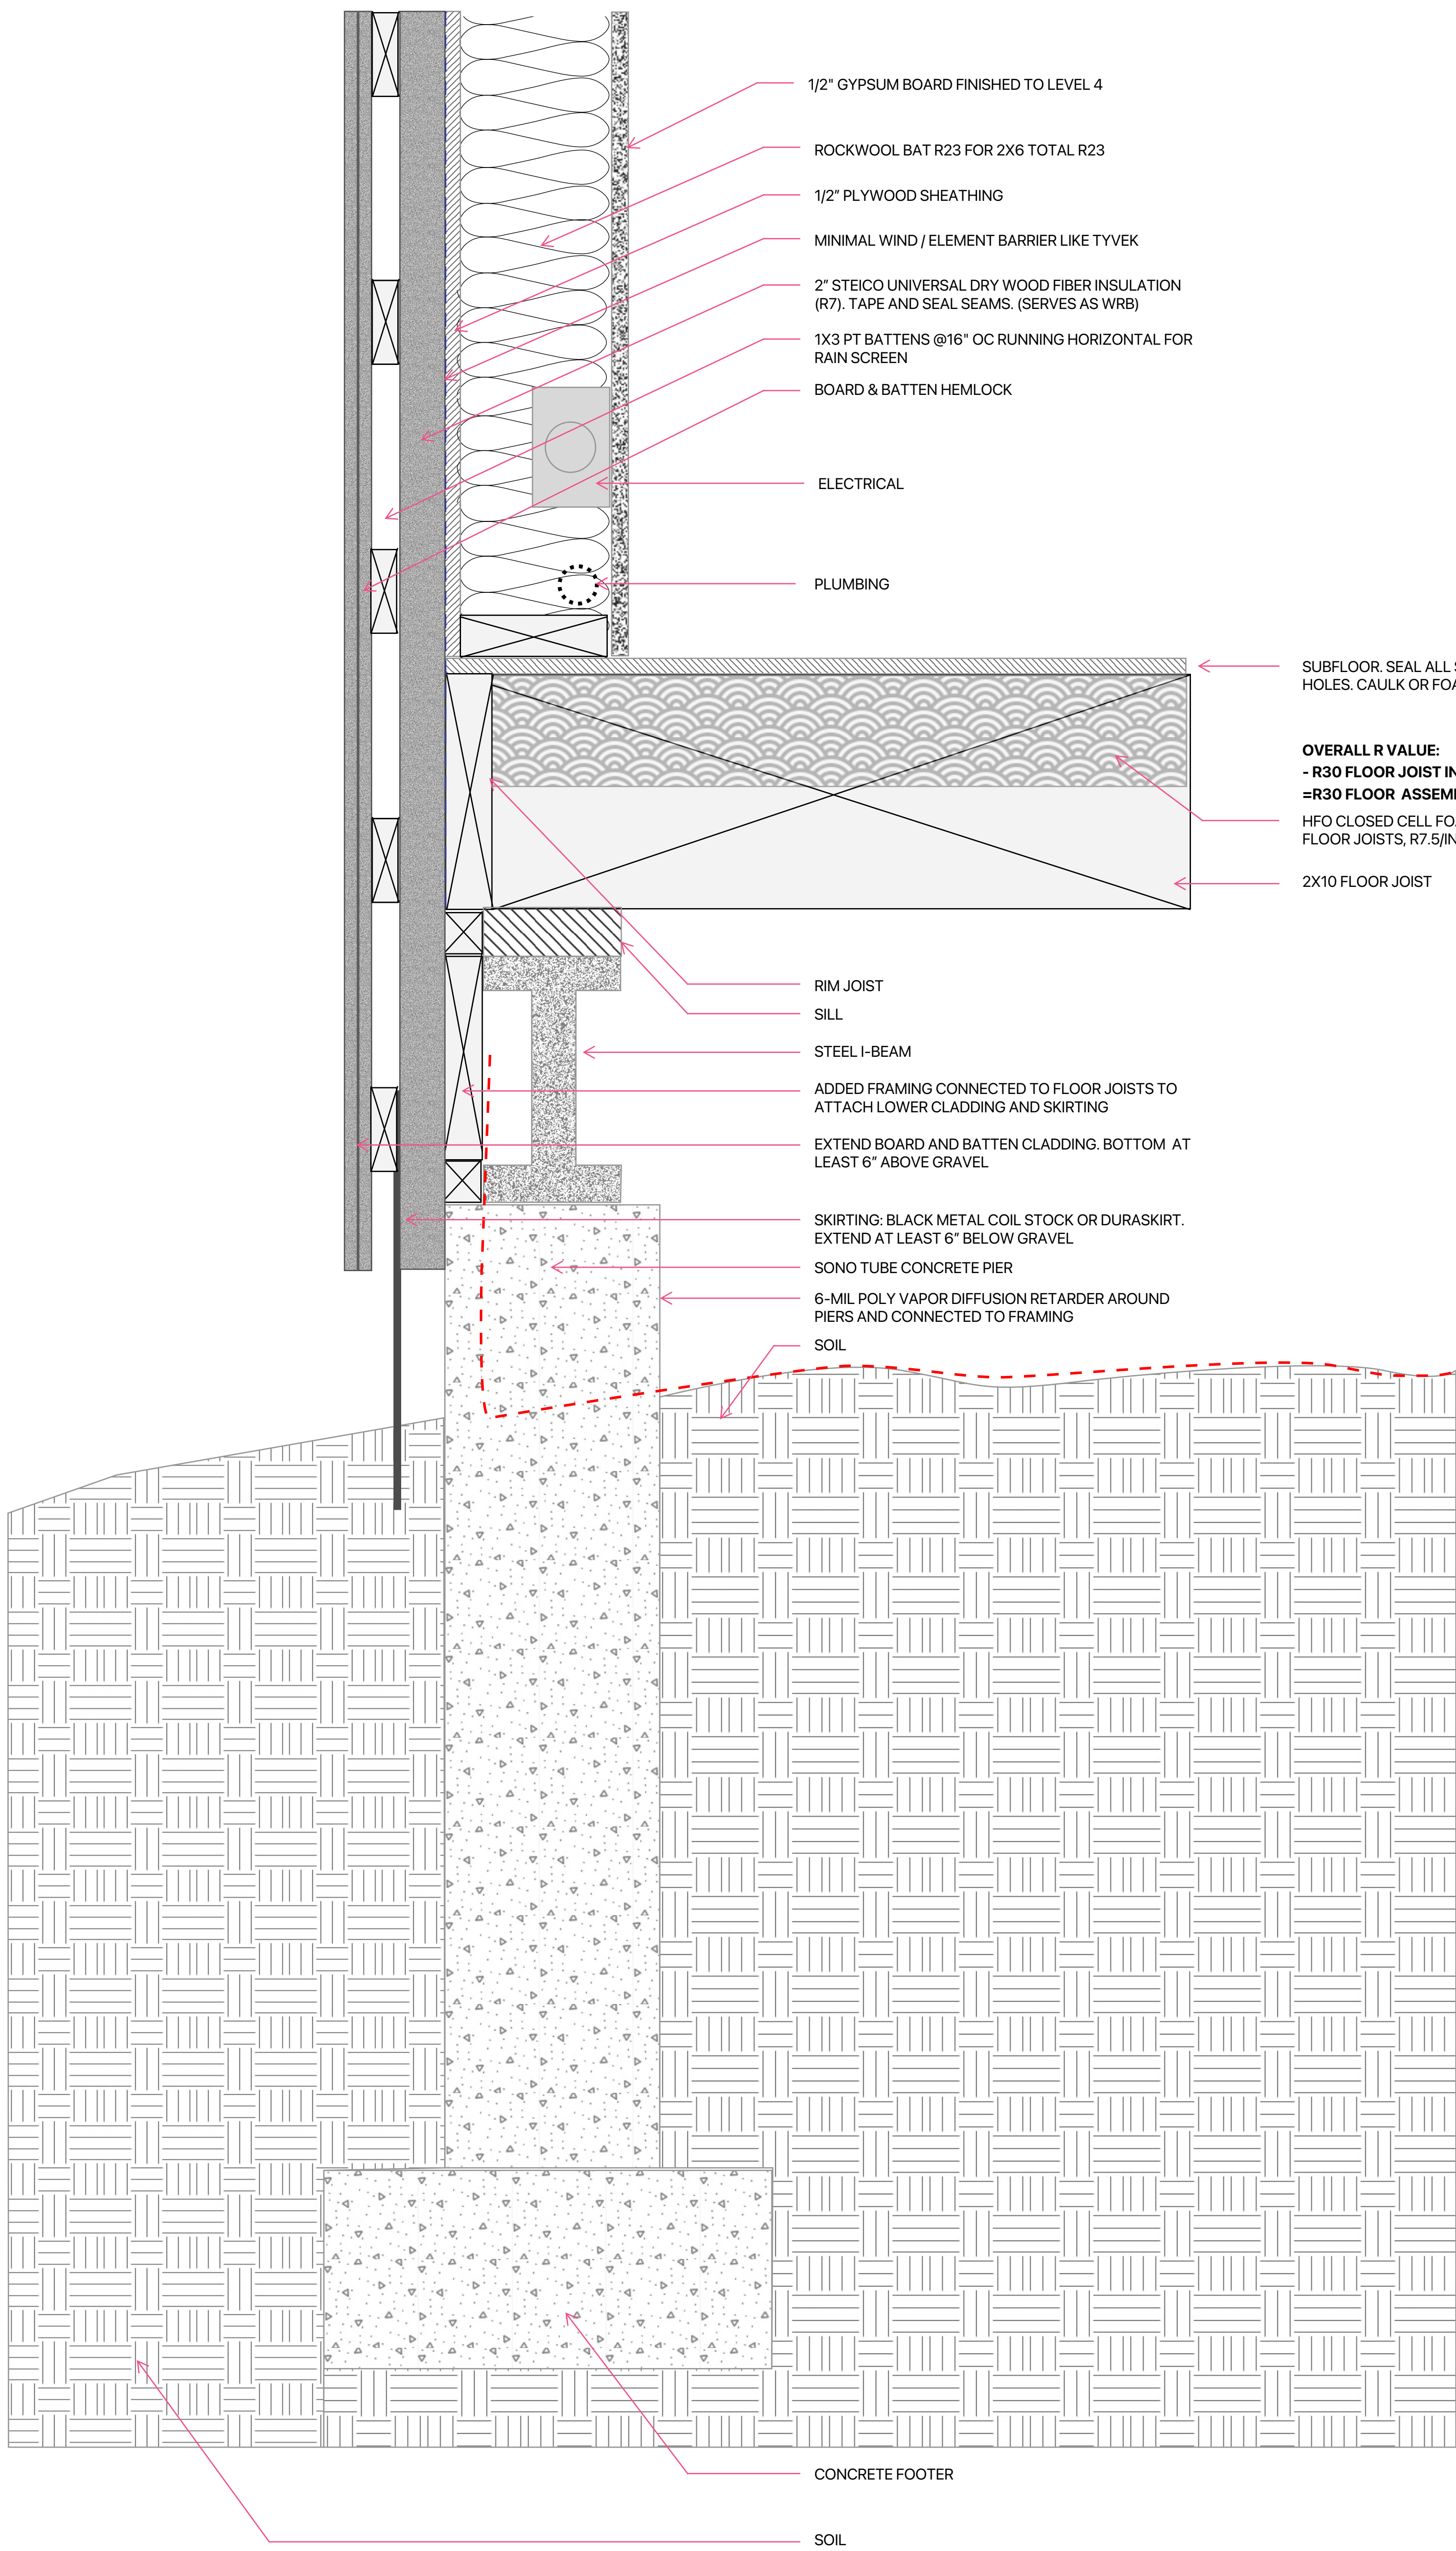 1/2" GYPSUM BOARD FINISHED TO LEVEL 4
ROCKWOOL BAT R23 FOR 2X6 TOTAL R23
1/2” PLYWOOD SHEATHING
MINIMAL WIND / ELEMENT BARRIER LIKE TYVEK
2” STEICO UNIVERSAL DRY WOOD FIBER INSULATION
(R7). TAPE AND SEAL SEAMS. (SERVES AS WRB)
1X3 PT BATTENS @16" OC RUNNING HORIZONTAL FOR
RAIN SCREEN
BOARD & BATTEN HEMLOCK
ELECTRICAL
PLUMBING
SUBFLOOR. SEAL ALL
HOLES. CAULK OR
OVERALL R VALUE:
- R30 FLOOR JOIST
=R30 FLOOR
HFO CLOSED CELL
FLOOR JOISTS,
2X10 FLOOR JOIST
RIM JOIST
SILL
STEEL I-BEAM
ADDED FRAMING CONNECTED TO FLOOR JOISTS TO
ATTACH LOWER CLADDING AND SKIRTING
EXTEND BOARD AND BATTEN CLADDING. BOTTOM AT
LEAST 6” ABOVE GRAVEL
SKIRTING: BLACK METAL COIL STOCK OR DURASKIRT.
EXTEND AT LEAST 6” BELOW GRAVEL
SONO TUBE CONCRETE PIER
6-MIL POLY VAPOR DIFFUSION RETARDER AROUND
PIERS AND CONNECTED TO FRAMING
SOIL
CONCRETE FOOTER
SOIL